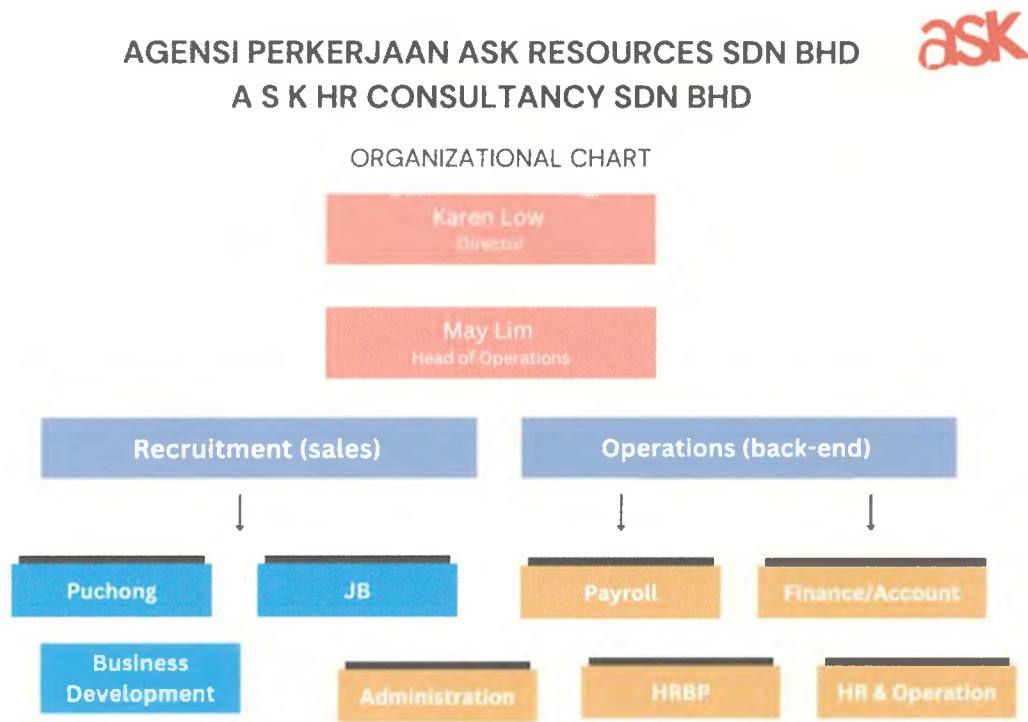 ask
AGENSI PERKERJAAN ASK RESOURCES SDN BHD
A S K HR CONSULTANCY SDN BHD
ORGANIZATIONAL CHART
Karen Low
Director
May Lim
Head of Operations
Recruitment (sales)
Operations (back-end)
Puchong
JB
Payroll
Finance/Account
Business
Development
Administration
HRBP
HR & Operation